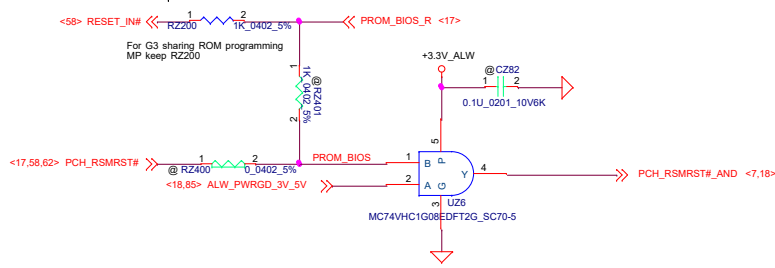 <58> RESET_IN#
1
2
RZ200
1K_0402_5%
PROM_BIOS_R <17>
For G3 sharing ROM programming
MP keep RZ200
1
2
@RZ401
1K_0402_5%
+3.3V_ALW
@CZ82
1
2
0.1U_0201_10V6K
<17,58,62> PCH_RSMRST#
1
2
@ RZ400
0_0402_5%
PROM_BIOS
<18,85> ALW_PWRGD_3V_5V
1
2
5
B
A
P
G
Y
4
3
UZ6
MC74VHC1G08EDFT2G_SC70-5
PCH_RSMRST#_AND <7,18>